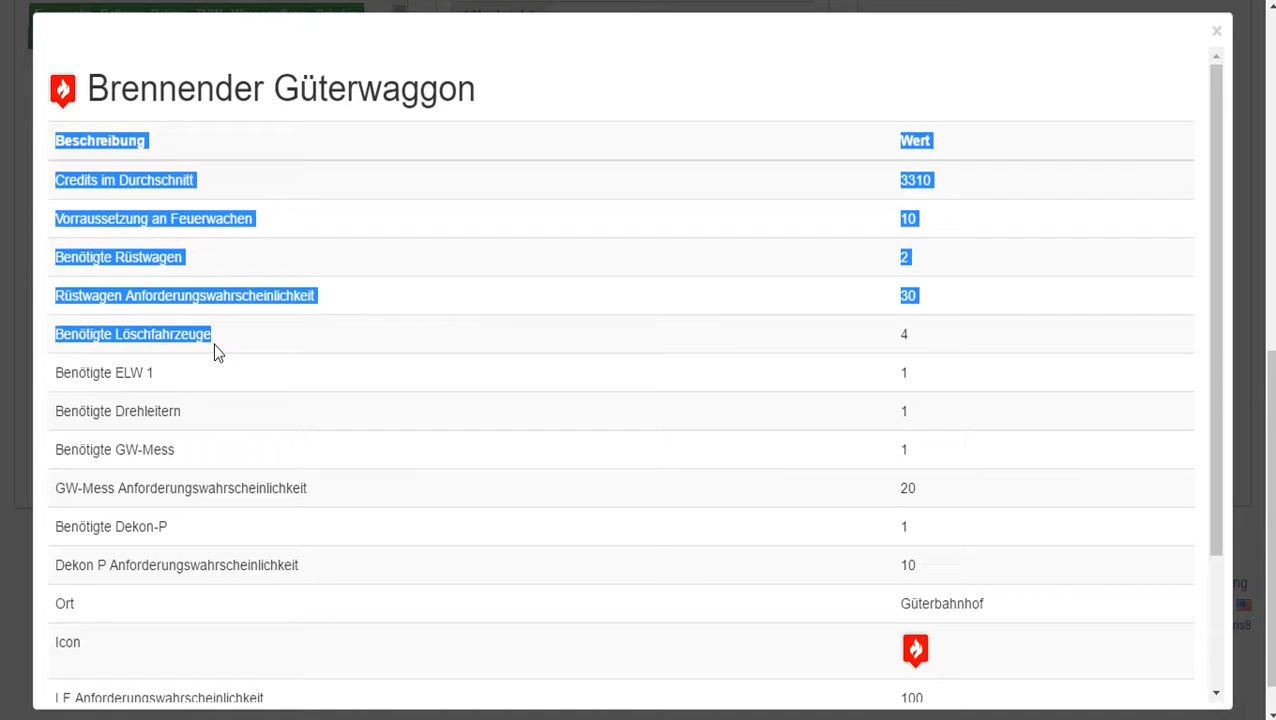 ×
Brennender Güterwaggon
Beschreibung Wert
Credits im Durchschnitt 3310
Vorraussetzung an Feuerwachen 10
Benötigte Rüstwagen 2
Rüstwagen Anforderungswahrscheinlichkeit 30
Benötigte Löschfahrzeuge 4
Benötigte ELW 1 1
Benötigte Drehleitern 1
Benötigte GW-Mess 1
GW-Mess Anforderungswahrscheinlichkeit 20
Benötigte Dekon-P 1
Dekon P Anforderungswahrscheinlichkeit 10
ng
Ort Güterbahnhof
ns8
Icon
LF Anforderungswahrscheinlichkeit 100